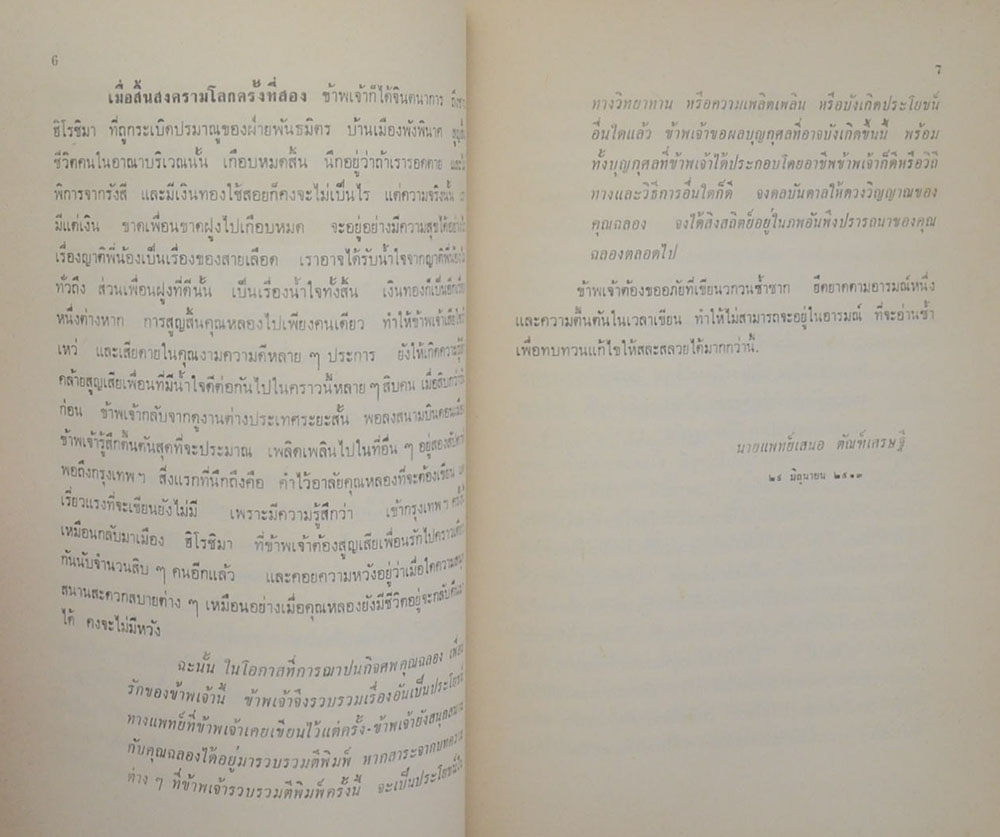 6
เมื่อสิ้นสงครามโลกครั้งที่สอง ข้าพเจ้าก็ได้จินตนาการ
ฮิโรชิมา ที่ถูกระเบิดปรมาณูของฝ่ายพันธมิตร บ้านเมืองพังพินาศ
ชีวิตคนในอาณาบริเวณนั้น เกือบหมดสิ้น นึกอยู่ว่าถ้าเรารอดตาย
พิการจากรังสี และมีเงินทองใช้สอยก็คงจะไม่เป็นไร แต่ความจริงนั้น
มีแต่เงิน ขาดเพื่อนขาดฝูงไปเกือบหมด จะอยู่อย่างมีความสุขได้อย่างไร
เรื่องญาติพี่น้องเป็นเรื่องของสายเลือด เราอาจได้รับน้ำใจจากญาติพี่น้อง
ทั่วถึง ส่วนเพื่อนฝูงที่ดีนั้น เป็นเรื่องน้ำใจทั้งสิ้น เงินทองก็เป็นอีกเรื่อง
หนึ่งต่างหาก การสูญสิ้นคุณหลองไปเพียงคนเดียว ทำให้ข้าพเจ้า
เหว่ และเสียดายในคุณงามความดีหลาย ๆ ประการ ยังให้เกิดความรู้สึก
คล้ายสูญเสียเพื่อนที่มีน้ำใจดีต่อกันไปในคราวนี้หลาย ๆ สิบคน เมื่อสิบกว่าปี
ก่อน ข้าพเจ้ากลับจากดูงานต่างประเทศระยะสั้น พอลงสนามบินดอนเมือง
ข้าพเจ้ารู้สึกตื้นตันสุดที่จะประมาณ เพลิดเพลินไปในที่อื่น ๆ อยู่สองสัปดาห์
พอถึงกรุงเทพฯ สิ่งแรกที่นึกถึงคือ คำไว้อาลัยคุณหลองที่จะต้องเขียน
เรี่ยวแรงที่จะเขียนยังไม่มี เพราะมีความรู้สึกว่า เข้ากรุงเทพฯ ครั้งนี้
เหมือนกลับมาเมือง ฮิโรชิมา ที่ข้าพเจ้าต้องสูญเสียเพื่อนรักไปคราวเดียว
กันนับจำนวนสิบ ๆ คนอีกแล้ว และคอยความหวังอยู่ว่าเมื่อใดความสนุก
สนานสะดวกสบายต่าง ๆ เหมือนอย่างเมื่อคุณหลองยังมีชีวิตอยู่จะกลับคืนมา
ได้ คงจะไม่มีหวัง
ฉะนั้น ในโอกาสที่การฌาปนกิจศพคุณฉลอง เพื่อน
รักของข้าพเจ้านี้ ข้าพเจ้าจึงรวบรวมเรื่องอันเป็นประโยชน์
ทางแพทย์ที่ข้าพเจ้าเคยเขียนไว้แต่ครั้ง-ข้าพเจ้ายังสนุกสนาน
กับคุณฉลองได้อยู่มารวบรวมตีพิมพ์ หากสาระจากบทความ
ต่าง ๆ ที่ข้าพเจ้ารวบรวมตีพิมพ์ครั้งนี้ จะเป็นประโยชน์ใน
7
ทางวิทยาทาน หรือความเพลิดเพลิน หรือบังเกิดประโยชน์
อื่นใดแล้ว ข้าพเจ้าขอผลบุญกุศลที่อาจบังเกิดขึ้นนี้ พร้อม
ทั้งบุญกุศลที่ข้าพเจ้าได้ประกอบโดยอาชีพข้าพเจ้าก็ดีหรือวิถี
ทางและวิธีการอื่นใดก็ดี จงดลบันดาลให้ดวงวิญญาณของ
คุณฉลอง จงได้สิงสถิตย์อยู่ในภพอันพึงปรารถนาของคุณ
ฉลองตลอดไป
ข้าพเจ้าต้องขออภัยที่เขียนวกวนซ้ำซาก ยืดยาดตามอารมณ์หนึ่ง
และความตื้นตันในเวลาเขียน ทำให้ไม่สามารถจะอยู่ในอารมณ์ ที่จะอ่านซ้ำ
เพื่อทบทวนแก้ไขให้สละสลวยได้มากกว่านี้.
นายแพทย์เสนอ ตัณฑ์เศรษฐี
๒๕ มิถุนายน ๒๕๑๓